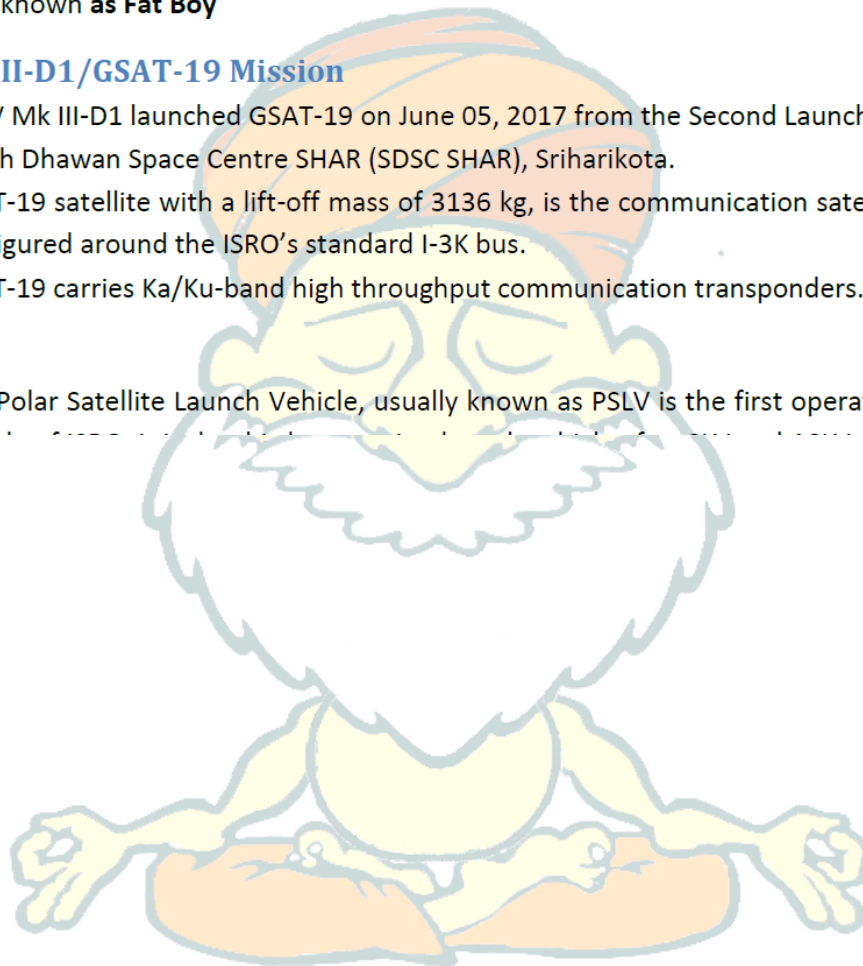 known as Fat Boy
II-D1/GSAT-19 Mission
Mk III-D1 launched GSAT-19 on June 05, 2017 from the Second Launch
h Dhawan Space Centre SHAR (SDSC SHAR), Sriharikota.
T-19 satellite with a lift-off mass of 3136 kg, is the communication sate
igured around the ISRO's standard I-3K bus.
T-19 carries Ka/Ku-band high throughput communication transponders.
Polar Satellite Launch Vehicle, usually known as PSLV is the first opera